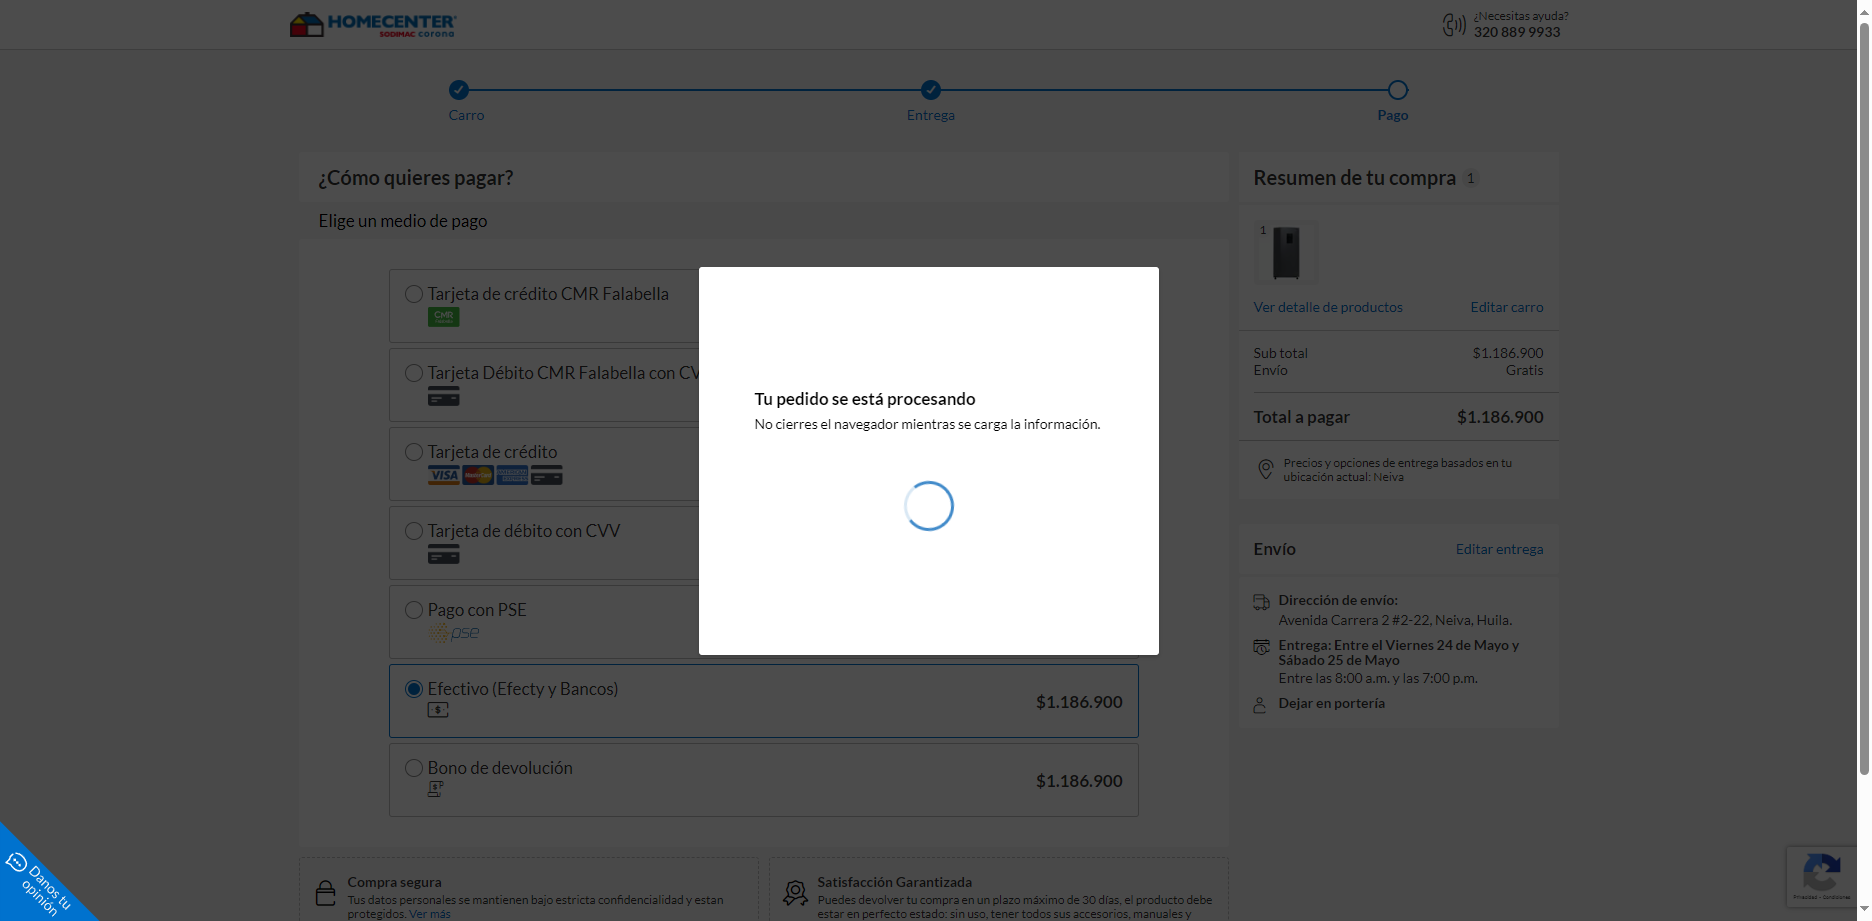 HOMECENTER
SODIMAC corona
¿Necesitas ayuda?
320 889 9933
Carro
Entrega
Pago
¿Cómo quieres pagar?
Elige un medio de pago
Tarjeta de crédito CMR Falabella
CMR
Tarjeta Débito CMR Falabella con CV
Tarjeta de crédito
VISA
Tarjeta de débito con CVV
Pago con PSE
pse
Efectivo (Efecty y Bancos)
$1.186.900
Bono de devolución
$1.186.900
Tu pedido se está procesando
No cierres el navegador mientras se carga la información.
Resumen de tu compra 1
1
Ver detalle de productos
Editar carro
Sub total $1.186.900
Envío Gratis
Total a pagar $1.186.900
Precios y opciones de entrega basados en tu
ubicación actual: Neiva
Envío
Editar entrega
Dirección de envío:
Avenida Carrera 2 #2-22, Neiva, Huila.
Entrega: Entre el Viernes 24 de Mayo y
Sábado 25 de Mayo
Entre las 8:00 a.m. y las 7:00 p.m.
Dejar en portería
Compra segura
Tus datos personales se mantienen bajo estricta confidencialidad y estan
protegidos. Ver más
Satisfacción Garantizada
Puedes devolver tu compra en un plazo máximo de 30 días, el producto debe
estar en perfecto estado: sin uso, tener todos sus accesorios, manuales y
Danos tu
opinión
Privacidad - Condiciones